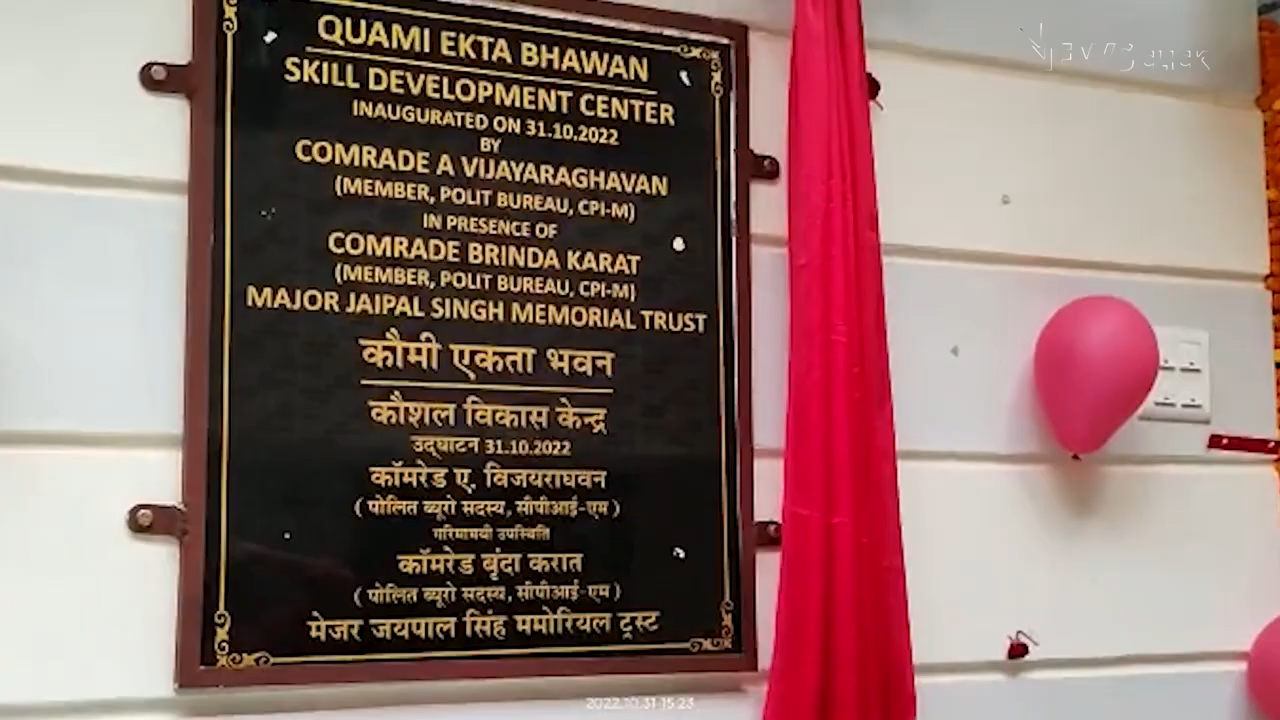 QUAMI EKTA BHAWAN
SKILL DEVELOPMENT CENTER
INAUGURATED ON 31.10.2022
BY
COMRADE A VIJAYARAGHAVAN
(MEMBER, POLIT BUREAU, CPI-M)
IN PRESENCE OF
COMRADE BRINDA KARAT
(MEMBER, POLIT BUREAU, CPI-M)
MAJOR JAIPAL SINGH MEMORIAL TRUST
कौमी एकता भवन
कौशल विकास केन्द्र
उद्घाटन 31.10.2022
कॉमरेड ए. विजयराघवन
( पोलित ब्यूरो सदस्य, सीपीआई-एम )
गरिमामयी उपस्थिति
कॉमरेड बृंदा करात
( पोलित ब्यूरो सदस्य, सीपीआई-एम )
मेजर जयपाल सिंह ममोरियल ट्रस्ट
2022.10.31 15:23